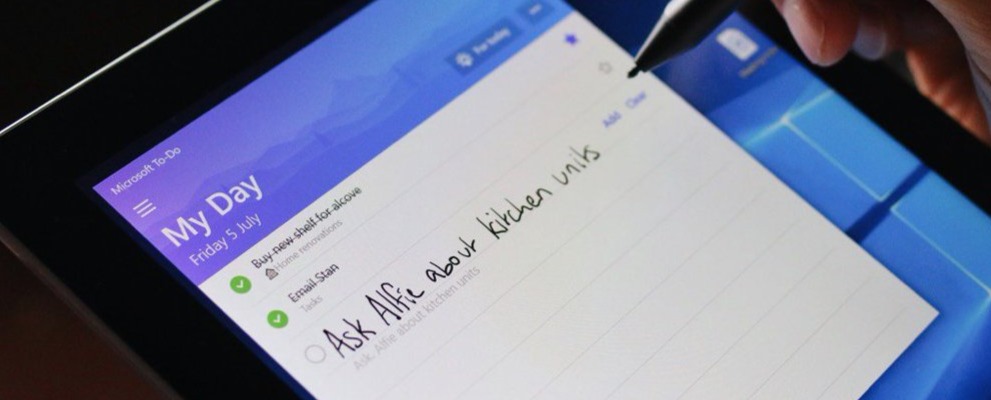 Microsoft To-Do
For today
My Day
Friday 5 July
Buy new shelf for alcove
Home renovations
Email Stan
Tasks
Add Clear
Ask Alfie about kitchen units
Ask, Alfie about kitchen units